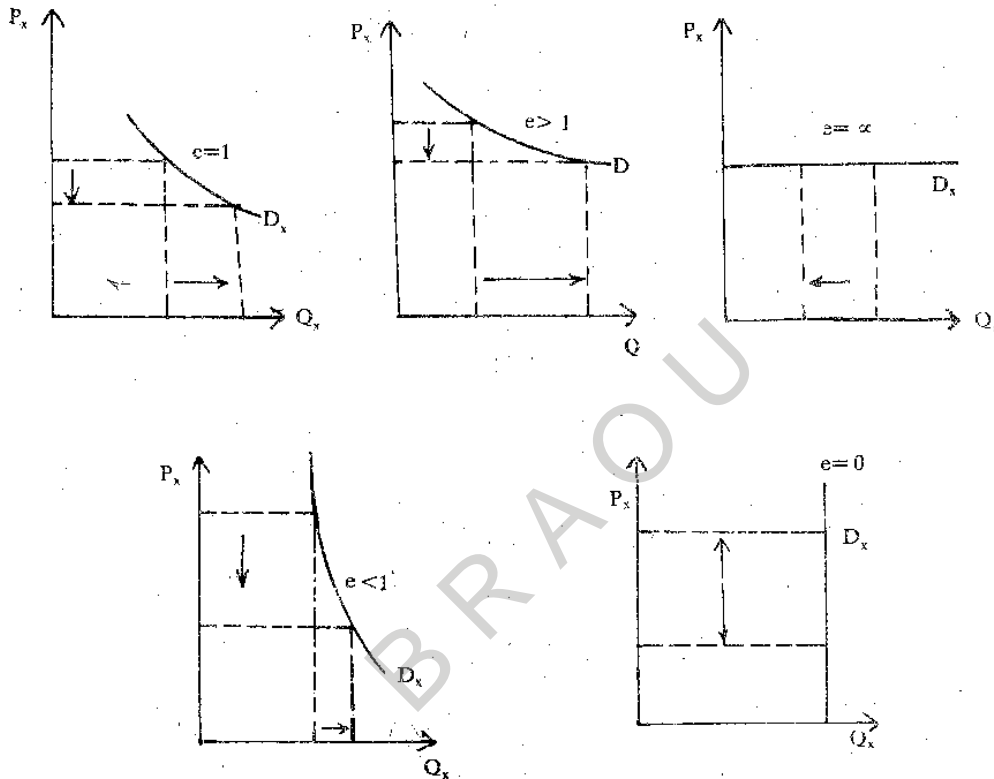 Pₓ
e=1
Dₓ
Qₓ
Pₓ
e> 1
D
Q
Pₓ
e= ∝
Dₓ
Q
Pₓ
e <1
Dₓ
Qₓ
e=0
Pₓ
Dₓ
Qₓ
BRAOU